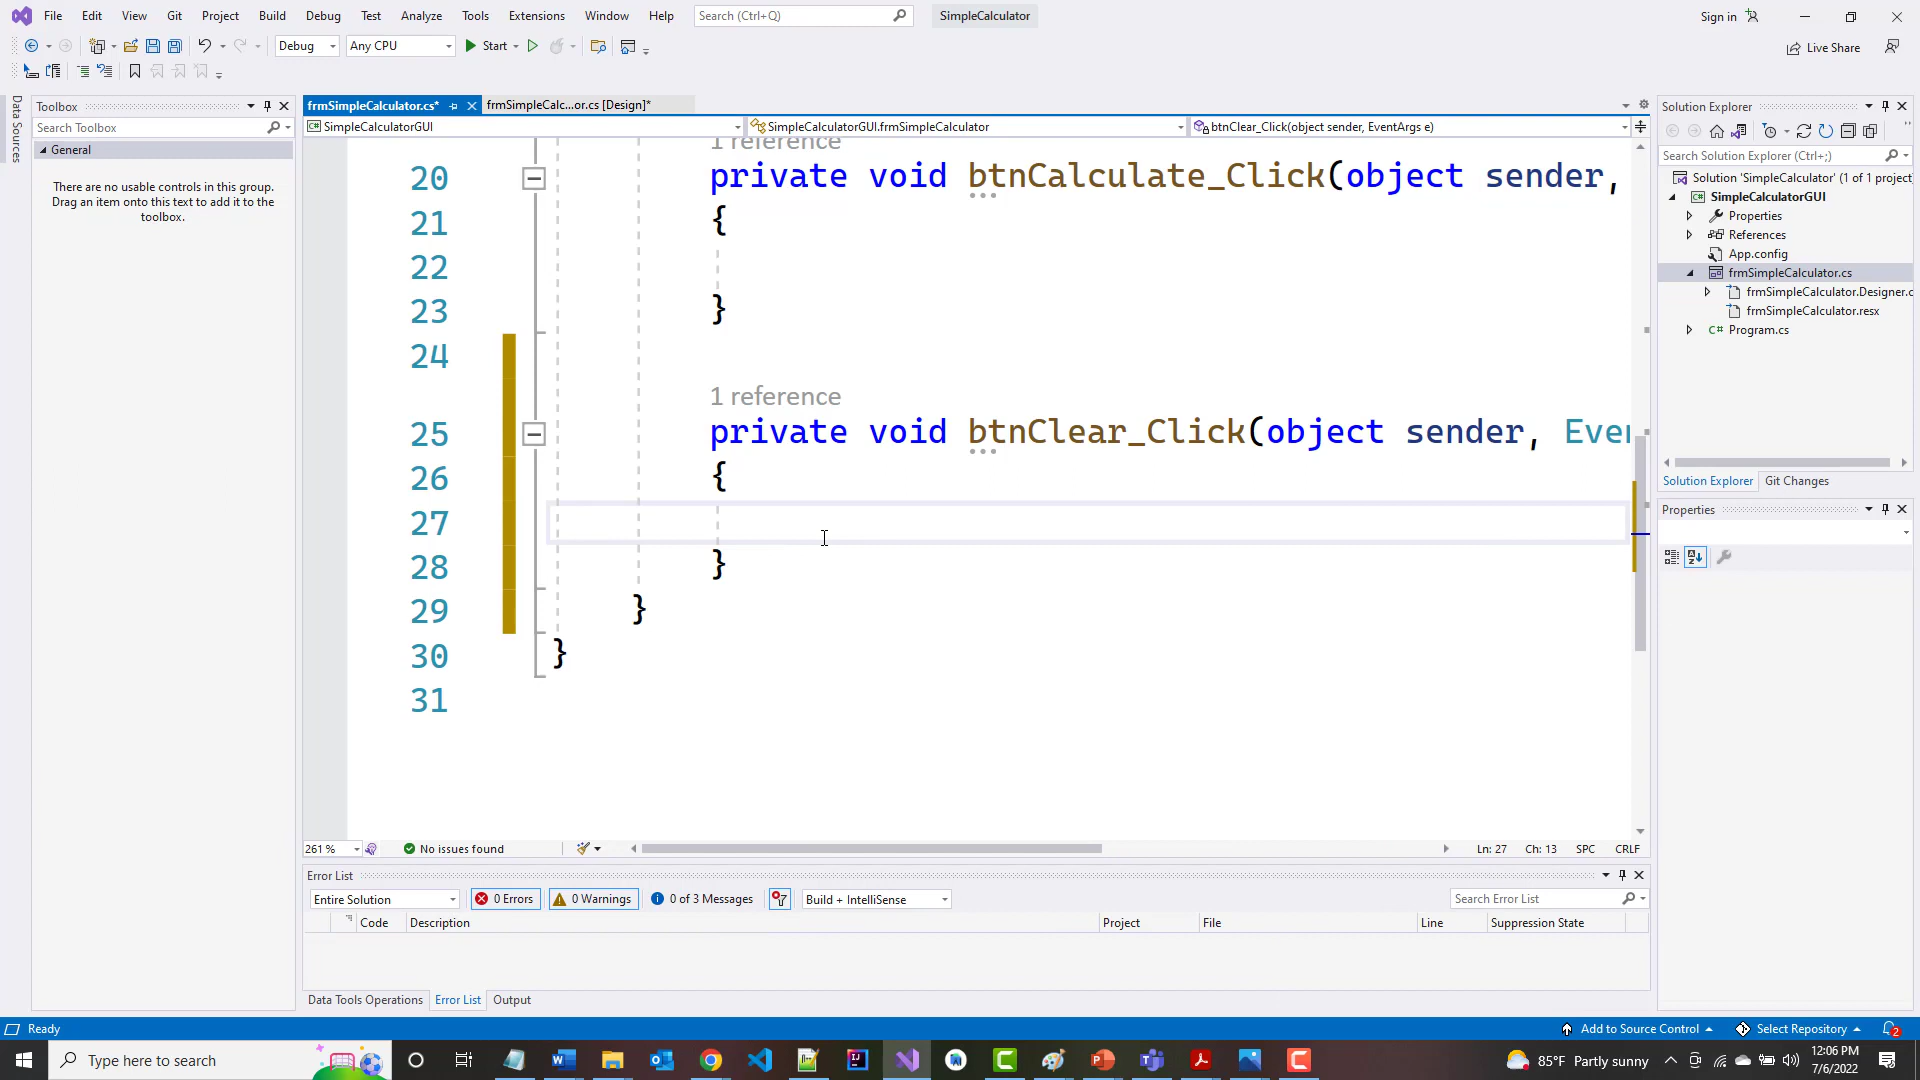 File Edit View Git Project Build Debug Test Analyze Tools Extensions Window Help Search (Ctrl+Q) SimpleCalculator Sign in
Debug Any CPU Start Live Share
Data Sources
Toolbox
Search Toolbox
General
There are no usable controls in this group.
Drag an item onto this text to add it to the
toolbox.
frmSimpleCalculator.cs* frmSimpleCalc...or.cs [Design]*
SimpleCalculatorGUI SimpleCalculatorGUI.frmSimpleCalculator btnClear_Click(object sender, EventArgs e)
1 reference
20 private void btnCalculate_Click(object sender,
21 {
22
23 }
24
1 reference
25 private void btnClear_Click(object sender, Even
26 {
27
28 }
29 }
30 }
31
261 % No issues found Ln: 27 Ch: 13 SPC CRLF
Error List
Entire Solution 0 Errors 0 Warnings 0 of 3 Messages Build + IntelliSense Search Error List
Code Description Project File Line Suppression State
Data Tools Operations Error List Output
Solution Explorer
Search Solution Explorer (Ctrl+;)
Solution 'SimpleCalculator' (1 of 1 project
C# SimpleCalculatorGUI
Properties
References
App.config
frmSimpleCalculator.cs
frmSimpleCalculator.Designer.c
frmSimpleCalculator.resx
C# Program.cs
Solution Explorer Git Changes
Properties
Ready Add to Source Control Select Repository 2
Type here to search 85°F Partly sunny 12:06 PM
7/6/2022
2